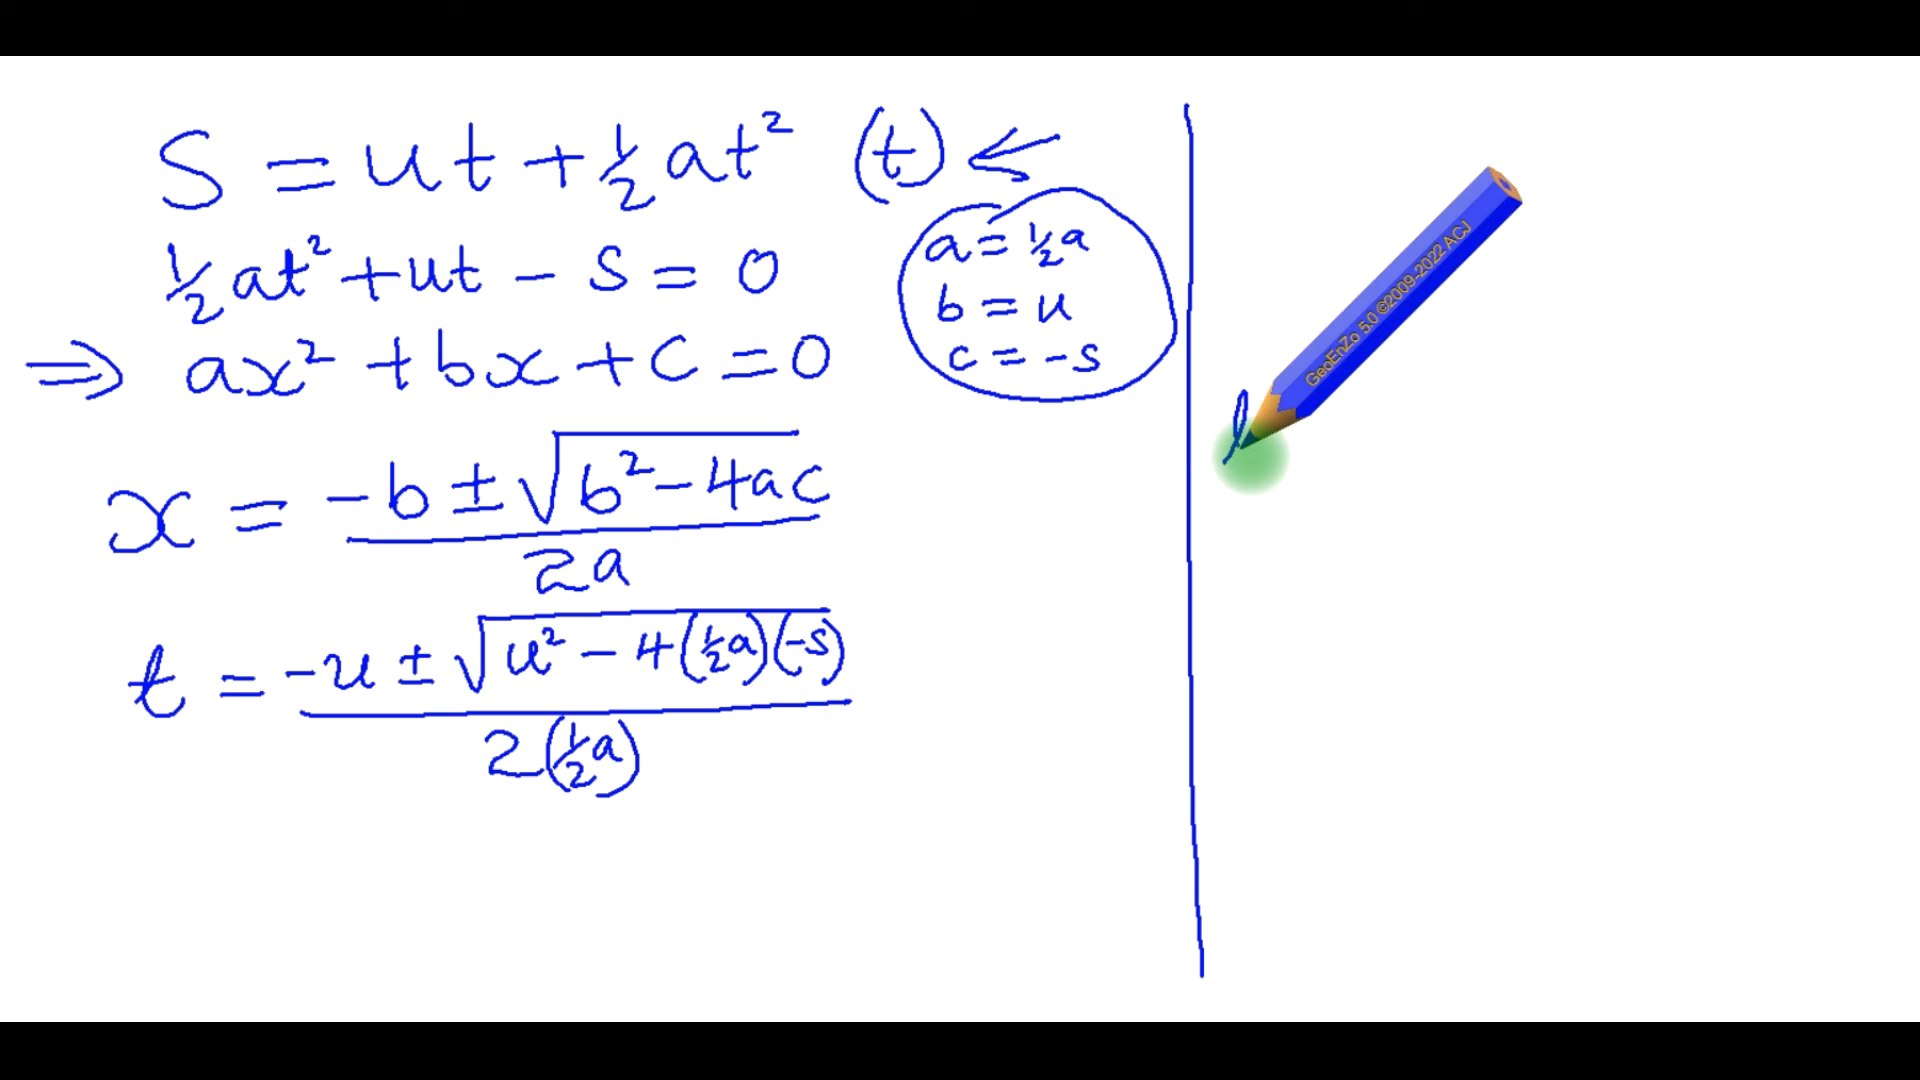 S = ut + ½at² (t) <
½at² + ut - s = 0
⇒ ax² + bx + c = 0
a = ½a
b = u
c = -s
x = -b ± √b² - 4ac
2a
t = -u ± √u² - 4(½a)(-s)
2(½a)
GeoEnZo 5.0 ©2009-2022 ACJ